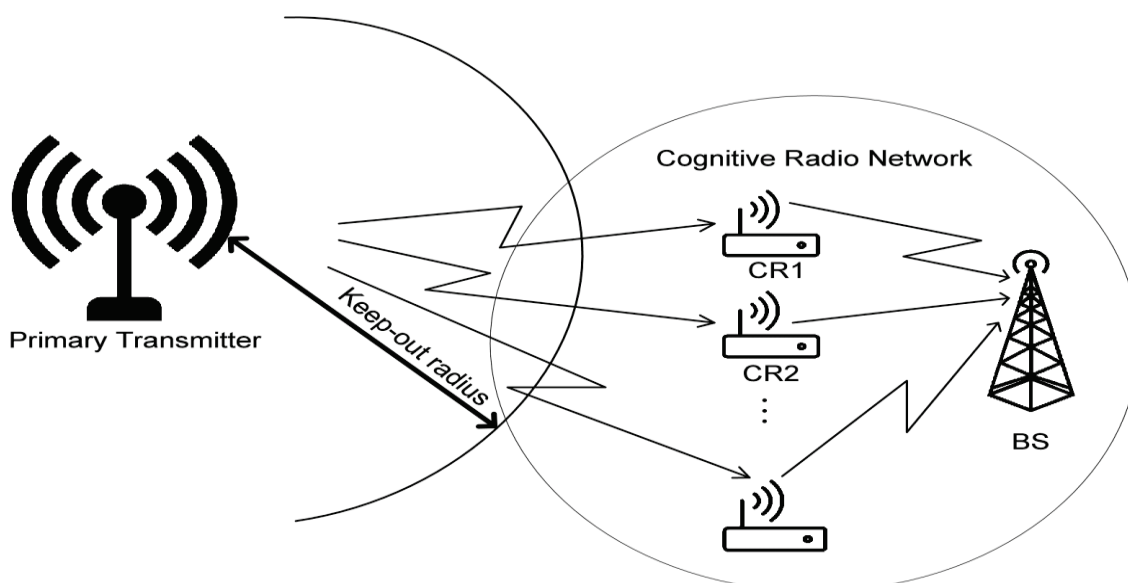 Cognitive Radio Network
CR1
Keep-out radius
Primary Transmitter
CR2
...
BS